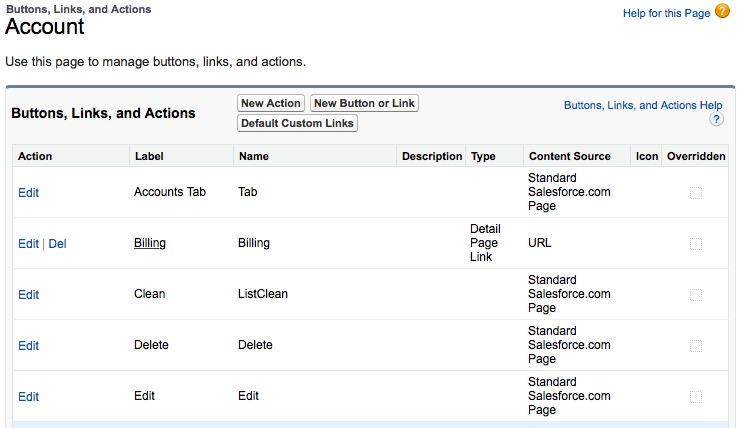 Buttons, Links, and Actions
Account
Help for this Page ?
Use this page to manage buttons, links, and actions.
Buttons, Links, and Actions
New Action New Button or Link
Default Custom Links
Buttons, Links, and Actions Help
?
Action Label Name Description Type Content Source Icon Overridden
Edit Accounts Tab Tab Standard
Salesforce.com
Page
Edit | Del Billing Billing Detail
Page
Link URL
Edit Clean ListClean Standard
Salesforce.com
Page
Edit Delete Delete Standard
Salesforce.com
Page
Edit Edit Edit Standard
Salesforce.com
Page